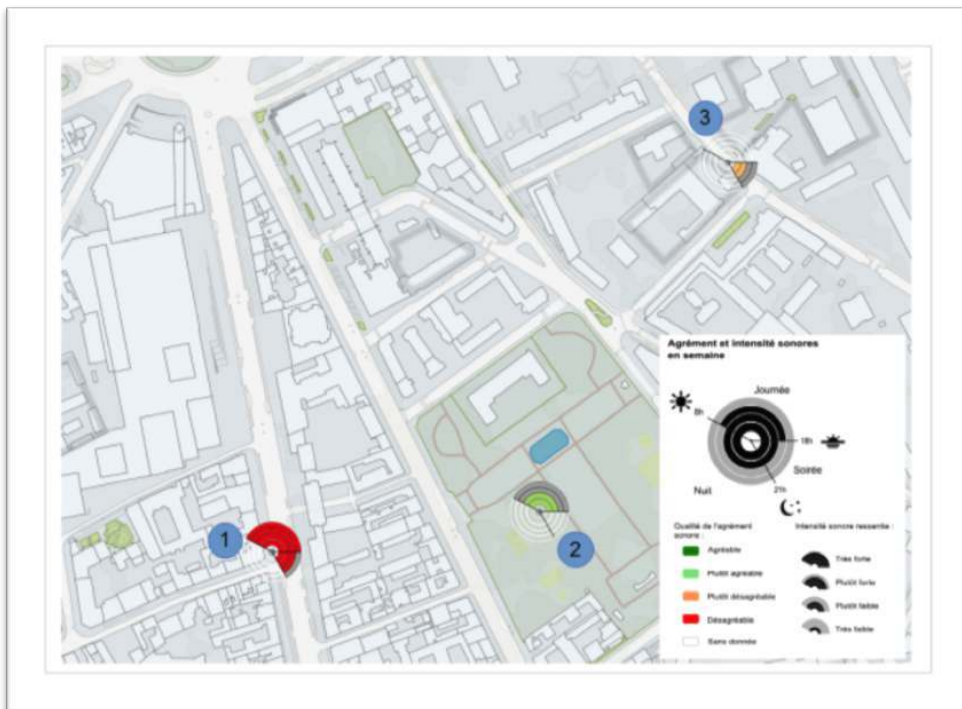 3
1
2
Agrément et intensité sonores
en semaine
Journée
8h
18h
Soirée
21h
Nuit
Qualité de l'agrément
sonore :
Agréable
Plutôt agréable
Plutôt désagréable
Désagréable
Sans donnée
Intensité sonore ressentie :
Très forte
Plutôt forte
Plutôt faible
Très faible